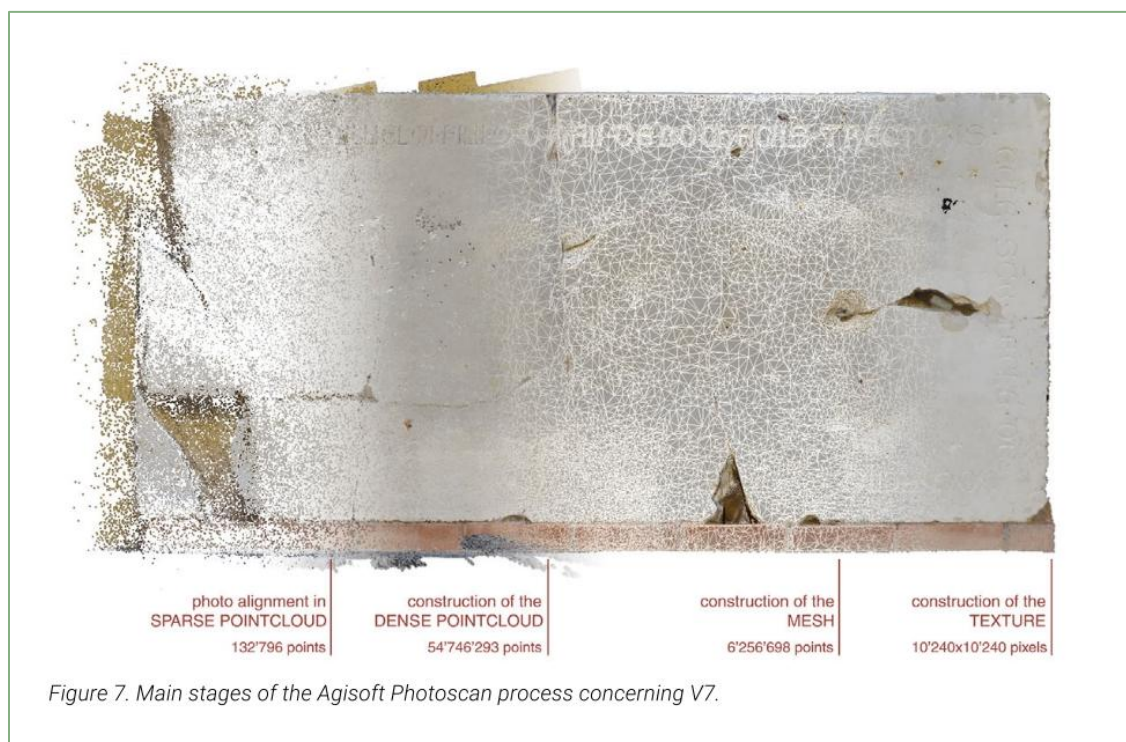 photo alignment in
SPARSE POINTCLOUD
132'796 points
construction of the
DENSE POINTCLOUD
54'746'293 points
construction of the
MESH
6'256'698 points
construction of the
TEXTURE
10'240x10'240 pixels
Figure 7. Main stages of the Agisoft Photoscan process concerning V7.